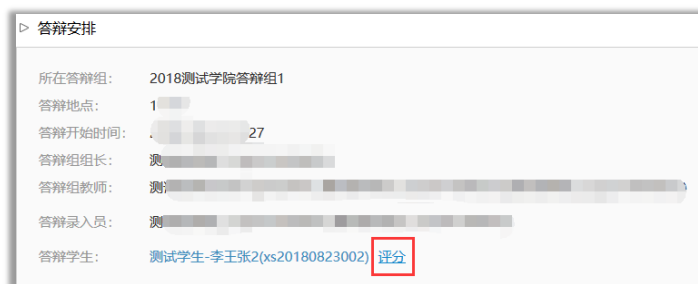 答辩安排
所在答辩组： 2018测试学院答辩组1
答辩地点： 1
答辩开始时间： 27
答辩组组长： 测
答辩组教师： 测
答辩录入员： 测
答辩学生： 测试学生-李王张2(xs20180823002) 评分